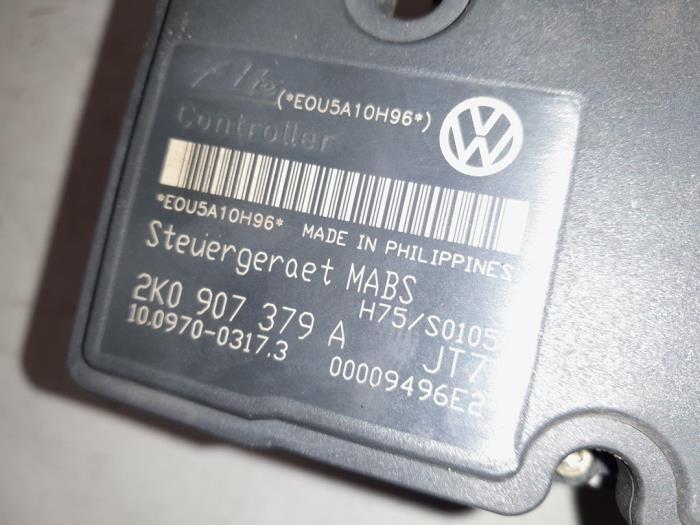 Ate
(*EOU5A10H96*)
Controller
*EOU5A10H96* MADE IN PHILIPPINES
Steuergeraet MABS
H75/S0105
2K0 907 379 A JT7
10.0970-0317.3 00009496E2